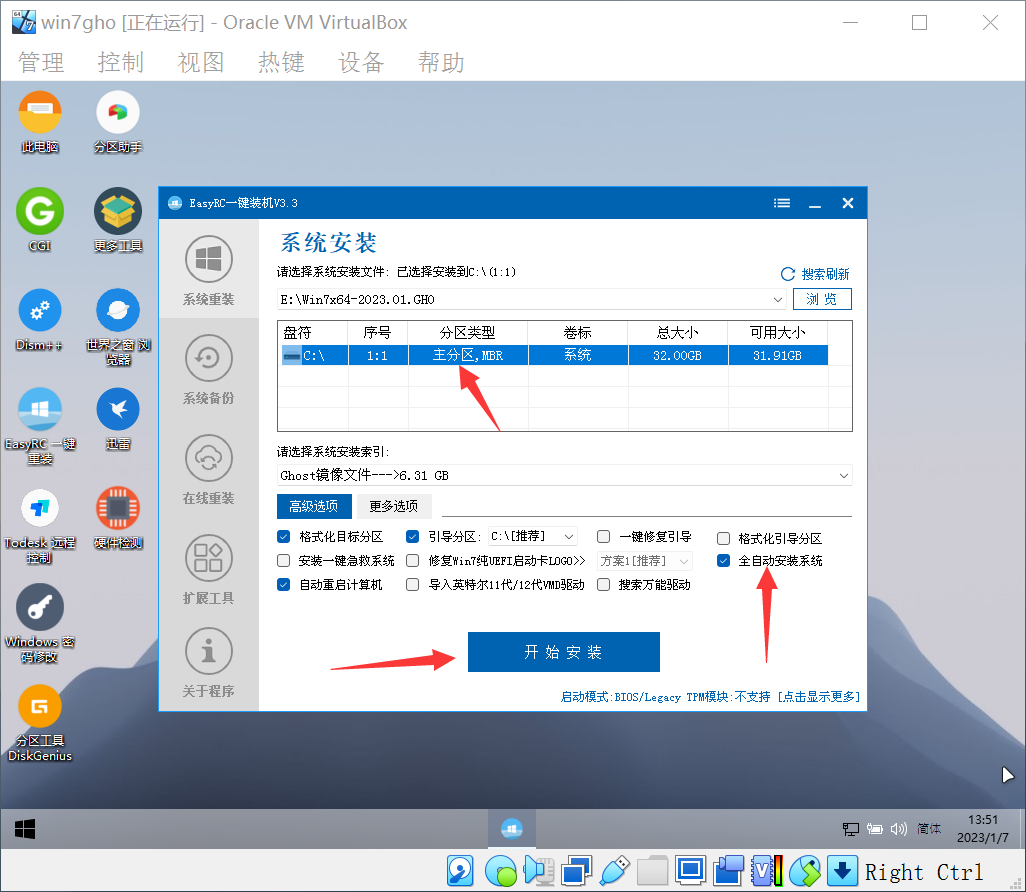 win7gho [正在运行] - Oracle VM VirtualBox
管理 控制 视图 热键 设备 帮助
此电脑
分区助手
CGI
更多工具
Dism++
世界之窗 浏
览器
EasyRC 一键
重装
迅雷
Todesk 远程
控制
硬件检测
Windows 密
码修改
分区工具
DiskGenius
EasyRC一键装机V3.3
系统重装
系统备份
在线重装
扩展工具
关于程序
系统安装
请选择系统安装文件: 已选择安装到C:\(1:1)
搜索刷新
E:\Win7x64-2023.01.GHO
浏 览
盘符 序号 分区类型 卷标 总大小 可用大小
C:\ 1:1 主分区,MBR 系统 32.00GB 31.91GB
请选择系统安装索引:
Ghost镜像文件--->6.31 GB
高级选项 更多选项
格式化目标分区 引导分区: C:\[推荐] 一键修复引导 格式化引导分区
安装一键急救系统 修复Win7纯UEFI启动卡LOGO>> 方案1[推荐] 全自动安装系统
自动重启计算机 导入英特尔11代/12代VMD驱动 搜索万能驱动
开 始 安 装
启动模式:BIOS/Legacy TPM模块:不支持 [点击显示更多]
简体
13:51
2023/1/7
Right Ctrl